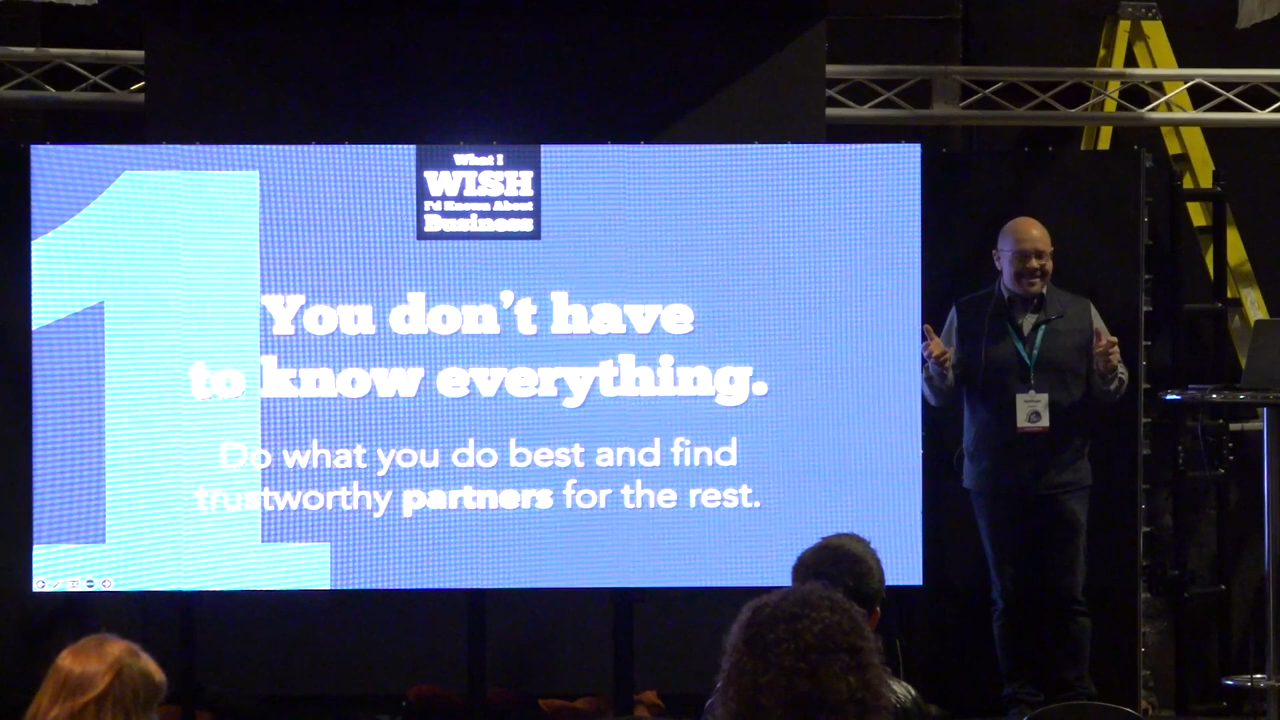 What I
WISH
I'd Known About
Business
1
You don't have
to know everything.
Do what you do best and find
trustworthy partners for the rest.